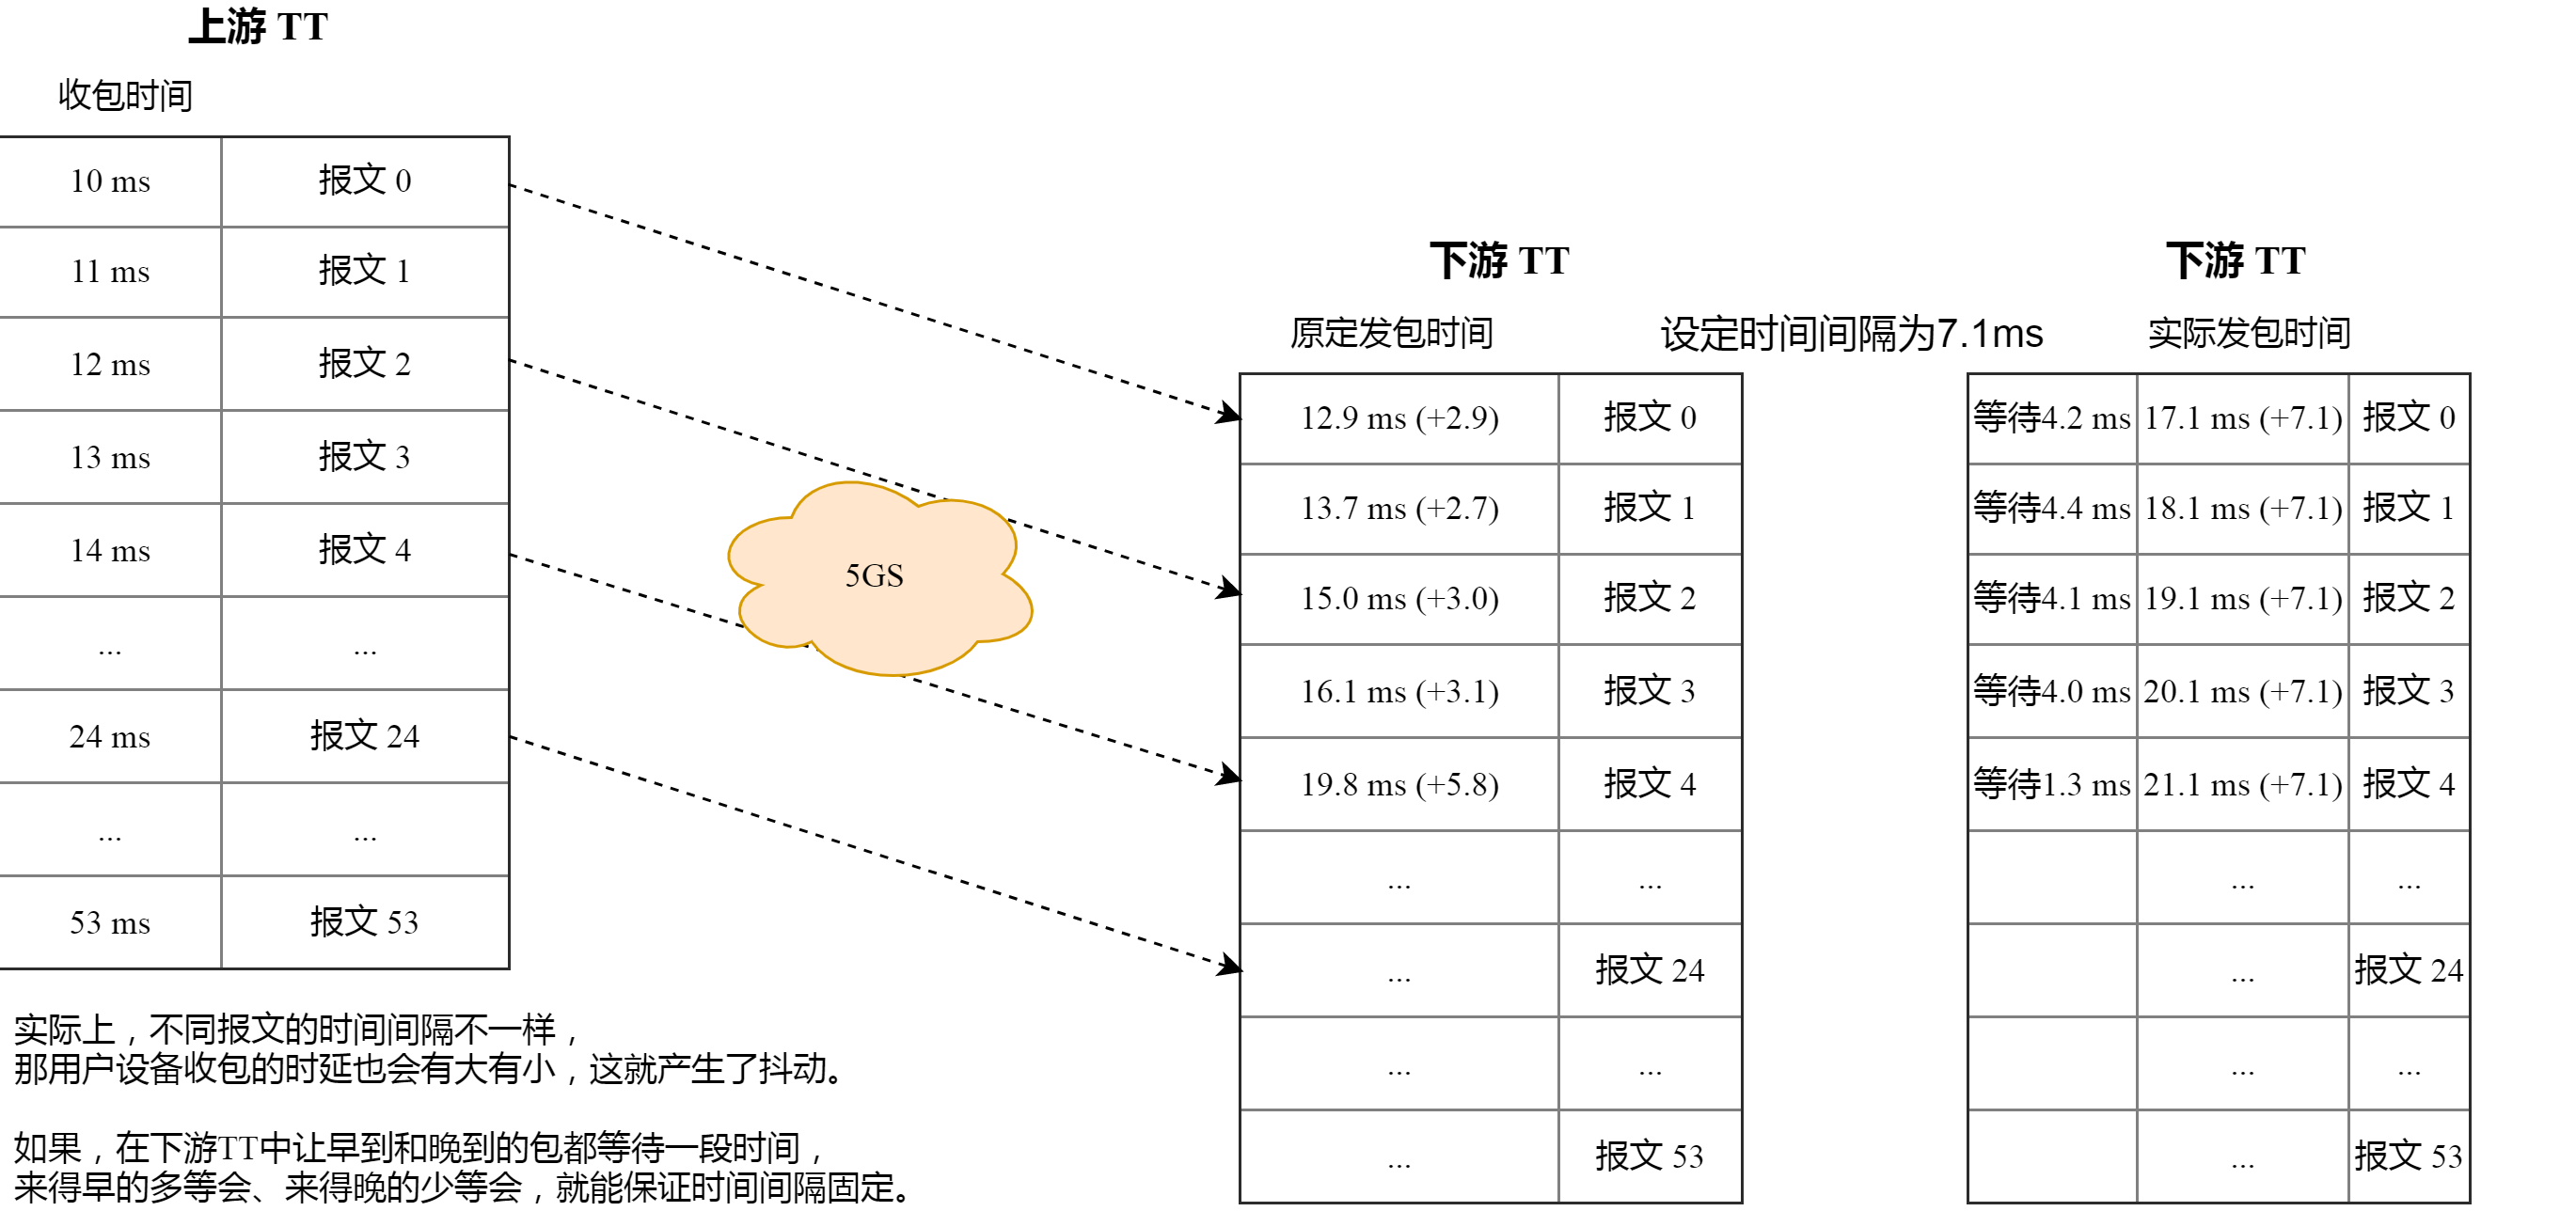 上游 TT
收包时间
10 ms 报文 0
11 ms 报文 1
12 ms 报文 2
13 ms 报文 3
14 ms 报文 4
... ...
24 ms 报文 24
... ...
53 ms 报文 53
实际上，不同报文的时间间隔不一样，
那用户设备收包的时延也会有大有小，这就产生了抖动。
如果，在下游TT中让早到和晚到的包都等待一段时间，
来得早的多等会、来得晚的少等会，就能保证时间间隔固定。
5GS
下游 TT
原定发包时间
12.9 ms (+2.9) 报文 0
13.7 ms (+2.7) 报文 1
15.0 ms (+3.0) 报文 2
16.1 ms (+3.1) 报文 3
19.8 ms (+5.8) 报文 4
... ...
... 报文 24
... ...
... 报文 53
设定时间间隔为7.1ms
下游 TT
实际发包时间
等待4.2 ms 17.1 ms (+7.1) 报文 0
等待4.4 ms 18.1 ms (+7.1) 报文 1
等待4.1 ms 19.1 ms (+7.1) 报文 2
等待4.0 ms 20.1 ms (+7.1) 报文 3
等待1.3 ms 21.1 ms (+7.1) 报文 4
... ...
... 报文 24
... ...
... 报文 53